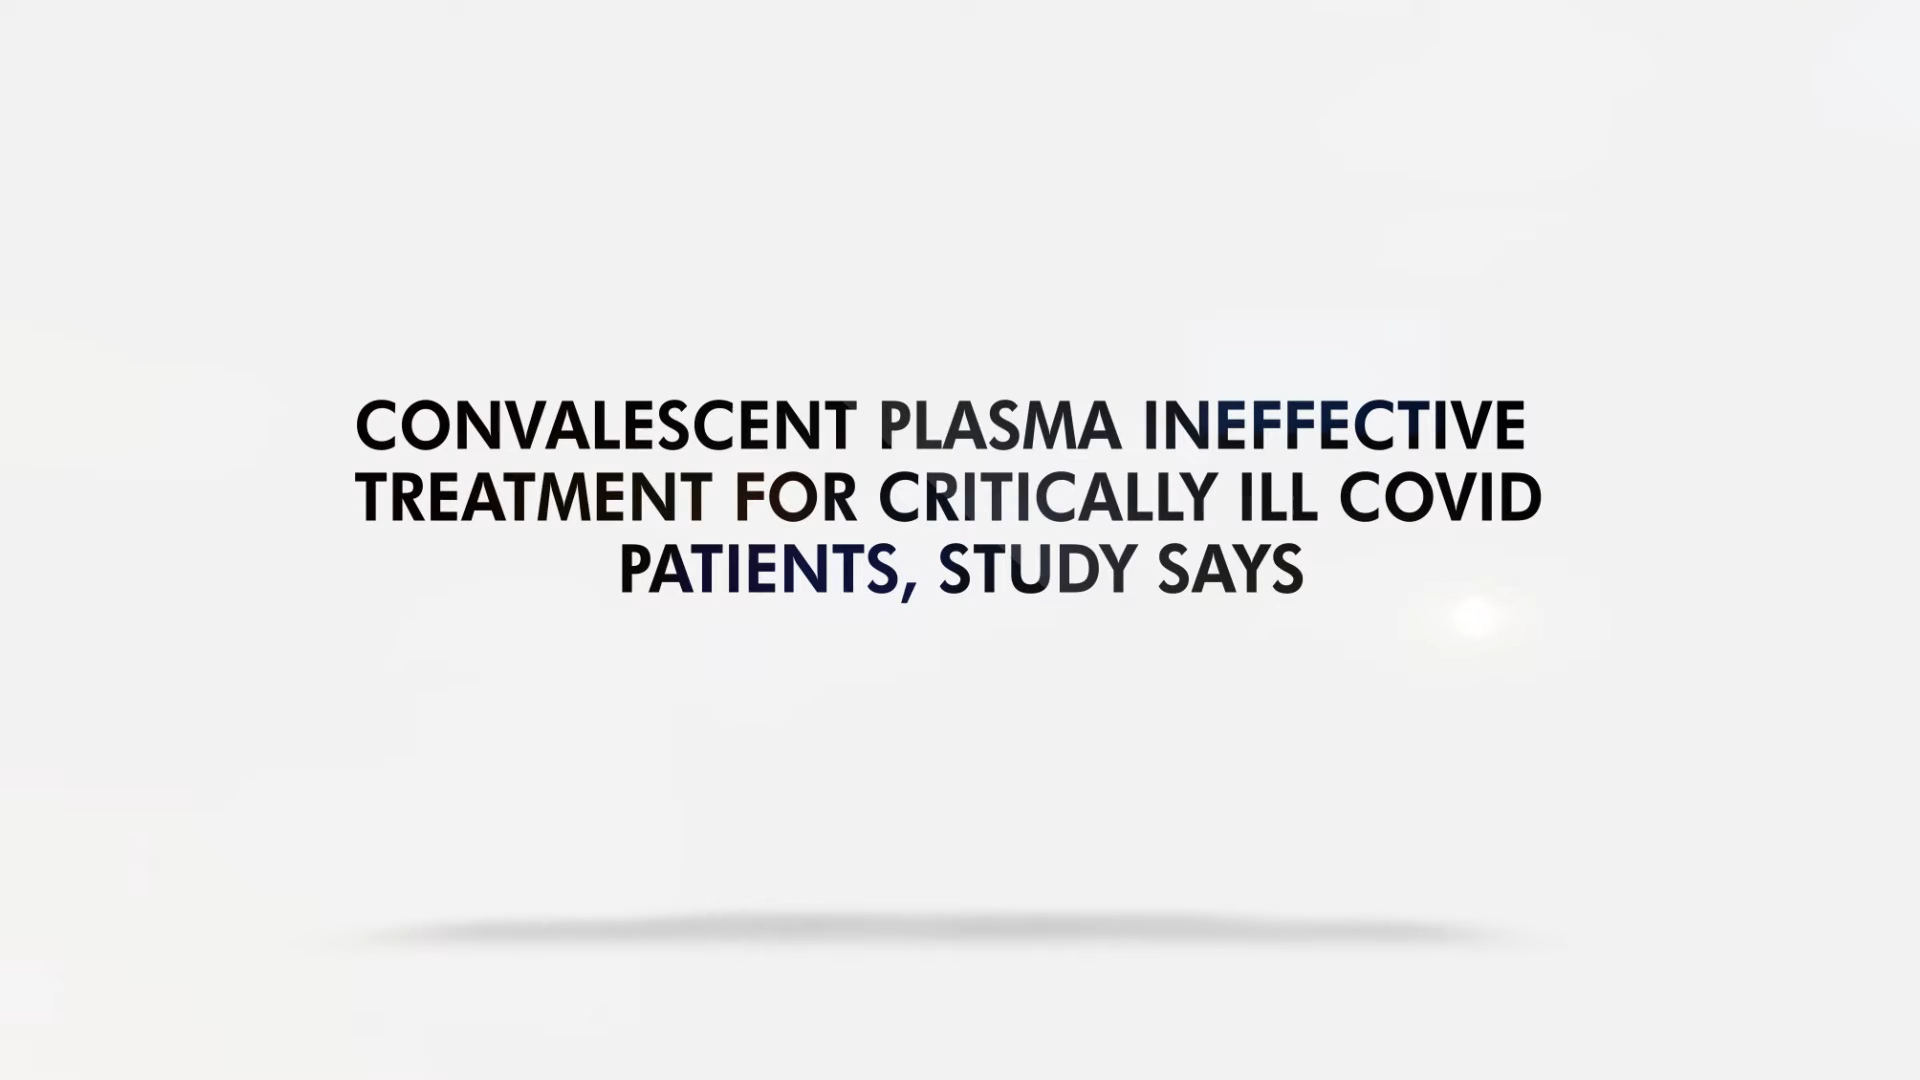 CONVALESCENT PLASMA INEFFECTIVE
TREATMENT FOR CRITICALLY ILL COVID
PATIENTS, STUDY SAYS